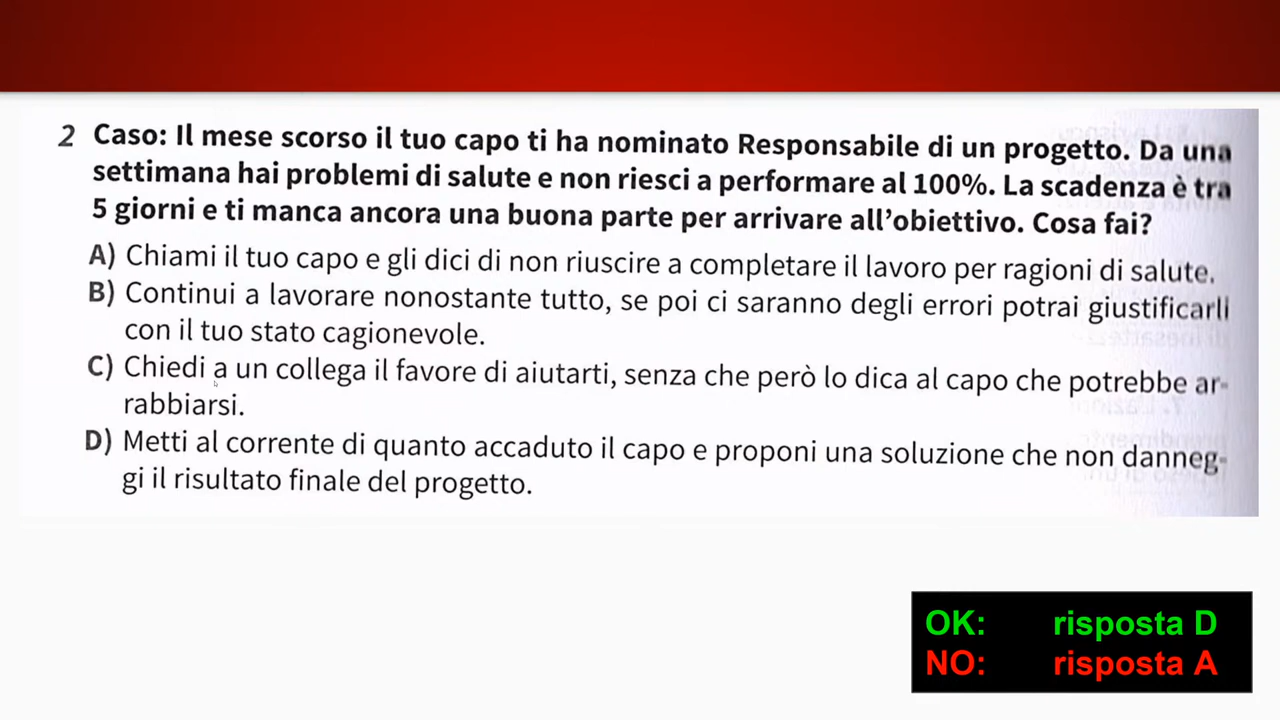 2 Caso: Il mese scorso il tuo capo ti ha nominato Responsabile di un progetto. Da una
settimana hai problemi di salute e non riesci a performare al 100%. La scadenza è tra
5 giorni e ti manca ancora una buona parte per arrivare all’obiettivo. Cosa fai?
A) Chiami il tuo capo e gli dici di non riuscire a completare il lavoro per ragioni di salute.
B) Continui a lavorare nonostante tutto, se poi ci saranno degli errori potrai giustificarli
con il tuo stato cagionevole.
C) Chiedi a un collega il favore di aiutarti, senza che però lo dica al capo che potrebbe ar-
rabbiarsi.
D) Metti al corrente di quanto accaduto il capo e proponi una soluzione che non danneg-
gi il risultato finale del progetto.
OK: risposta D
NO: risposta A